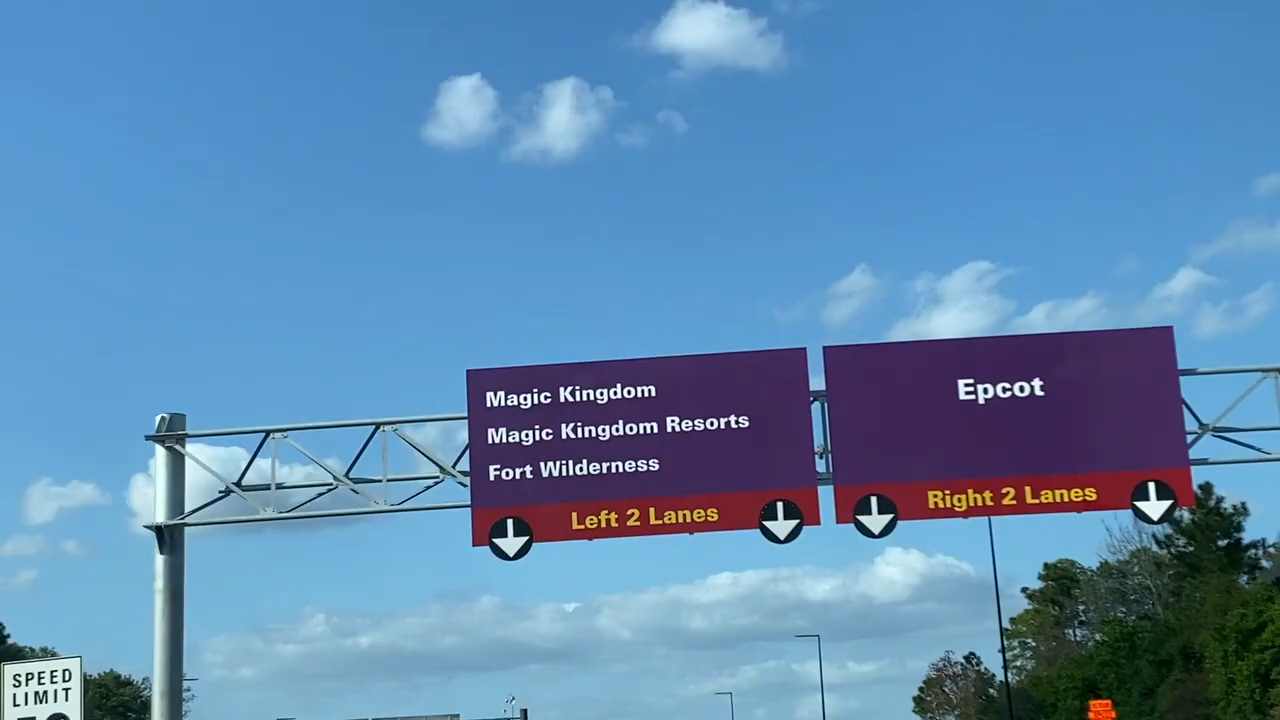 Magic Kingdom
Magic Kingdom Resorts
Fort Wilderness
Left 2 Lanes
Epcot
Right 2 Lanes
SPEED
LIMIT